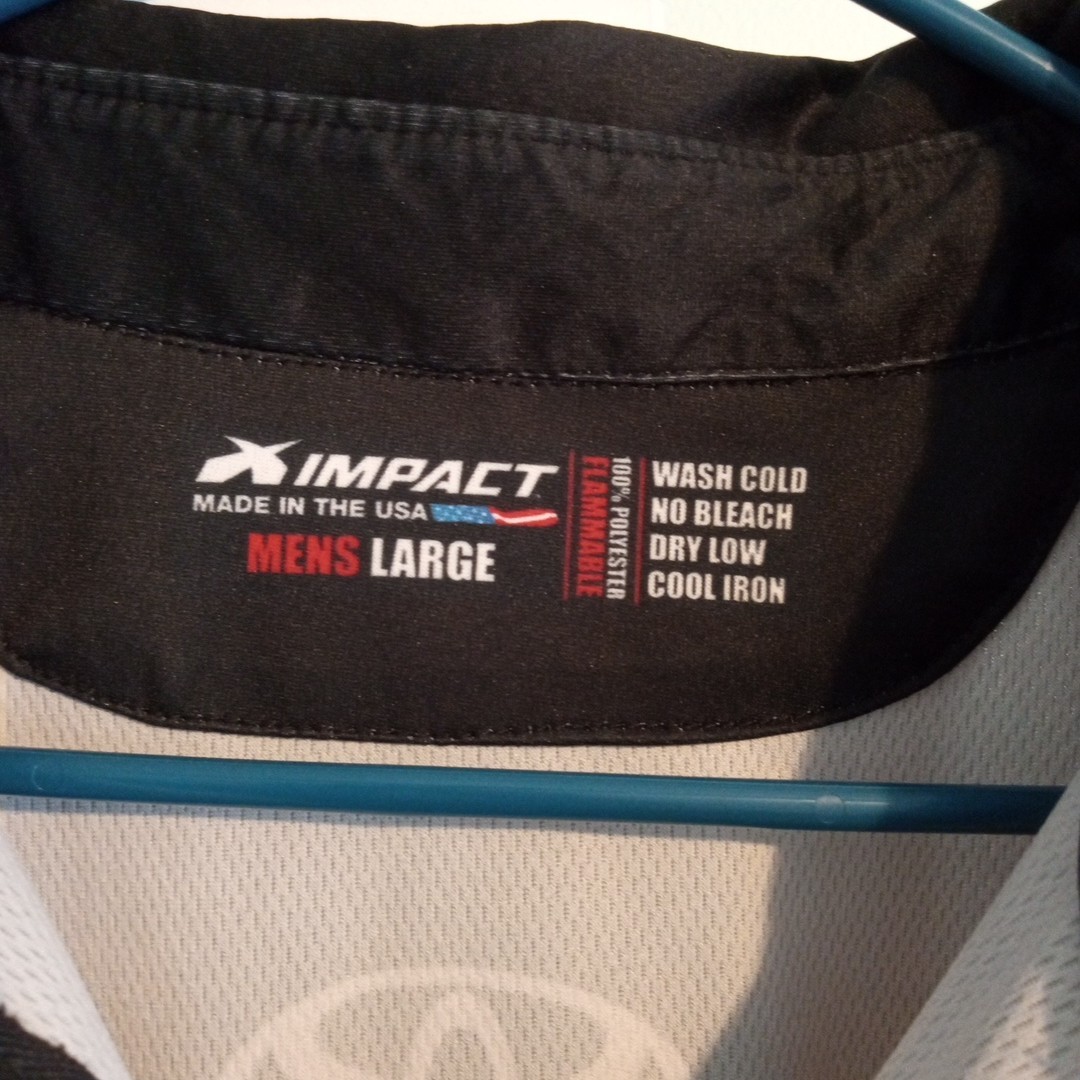 X IMPACT
MADE IN THE USA
MENS LARGE
FLAMMABLE
100% POLYESTER
WASH COLD
NO BLEACH
DRY LOW
COOL IRON